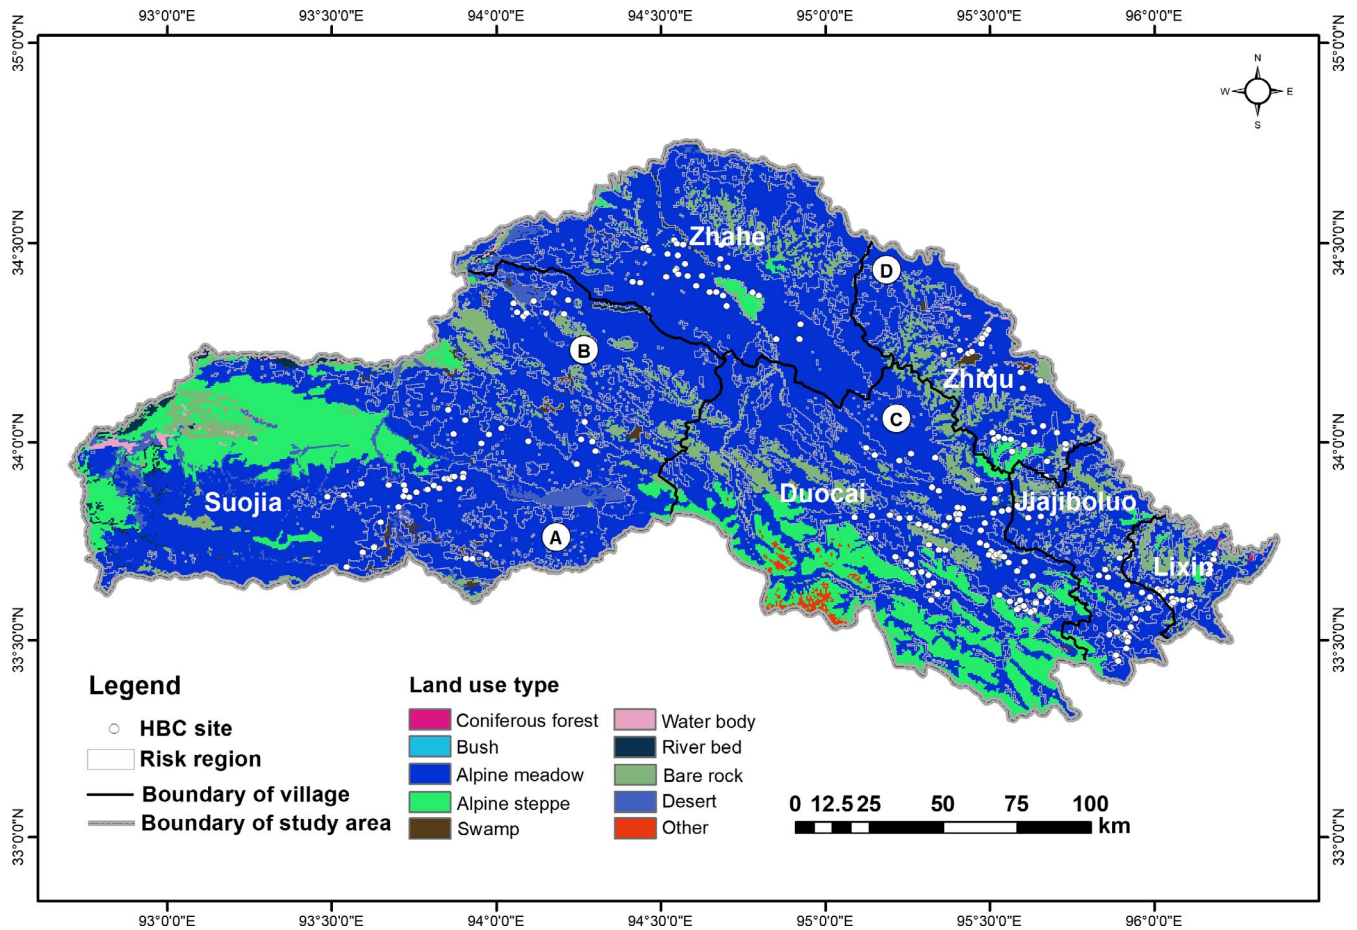 93°0'0"E 93°30'0"E 94°0'0"E 94°30'0"E 95°0'0"E 95°30'0"E 96°0'0"E
35°0'0"N 35°0'0"N
N
W E
S
34°30'0"N 34°30'0"N
Zhahe
D
B
Zhiqu
C
34°0'0"N 34°0'0"N
Suojia
Duocai
Jiajiboluo
A
Lixin
33°30'0"N 33°30'0"N
Legend
HBC site
Risk region
Boundary of village
Boundary of study area
Land use type
Coniferous forest
Bush
Alpine meadow
Alpine steppe
Swamp
Water body
River bed
Bare rock
Desert
Other
0 12.5 25 50 75 100
km
33°0'0"N 33°0'0"N
93°0'0"E 93°30'0"E 94°0'0"E 94°30'0"E 95°0'0"E 95°30'0"E 96°0'0"E